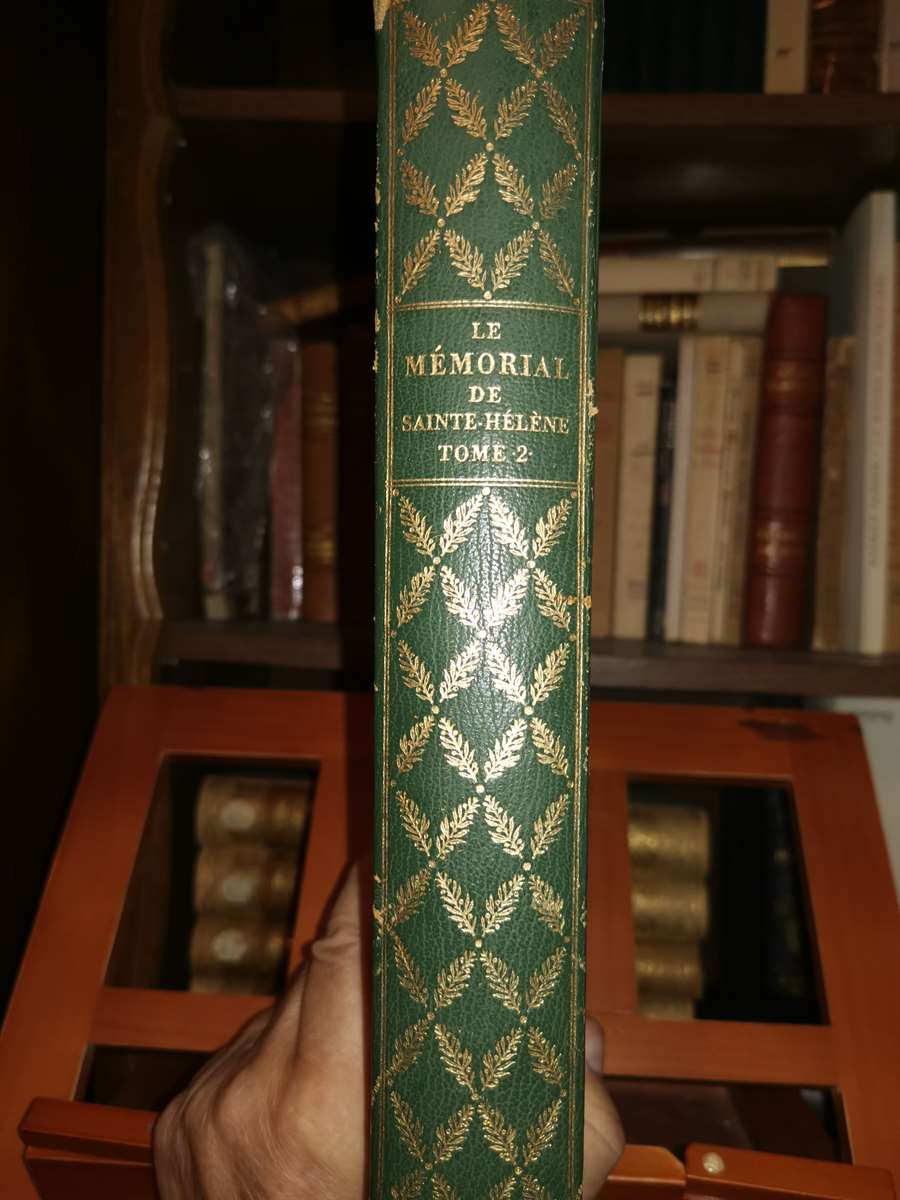 LE
MÉMORIAL
DE
SAINTE-HÉLÈNE
TOME ·2·